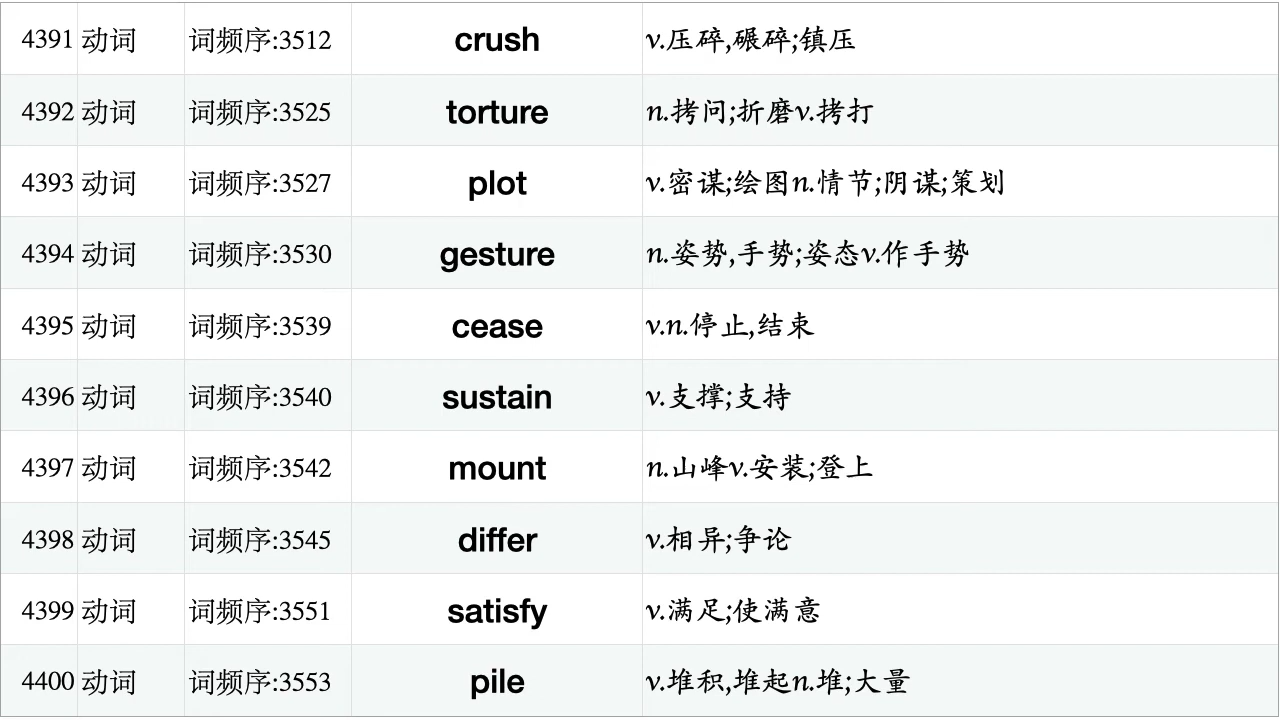 4391 动词 词频序:3512 crush v.压碎,碾碎;镇压
4392 动词 词频序:3525 torture n.拷问;折磨v.拷打
4393 动词 词频序:3527 plot v.密谋;绘图n.情节;阴谋;策划
4394 动词 词频序:3530 gesture n.姿势,手势;姿态v.作手势
4395 动词 词频序:3539 cease v.n.停止,结束
4396 动词 词频序:3540 sustain v.支撑;支持
4397 动词 词频序:3542 mount n.山峰v.安装;登上
4398 动词 词频序:3545 differ v.相异;争论
4399 动词 词频序:3551 satisfy v.满足;使满意
4400 动词 词频序:3553 pile v.堆积,堆起n.堆;大量